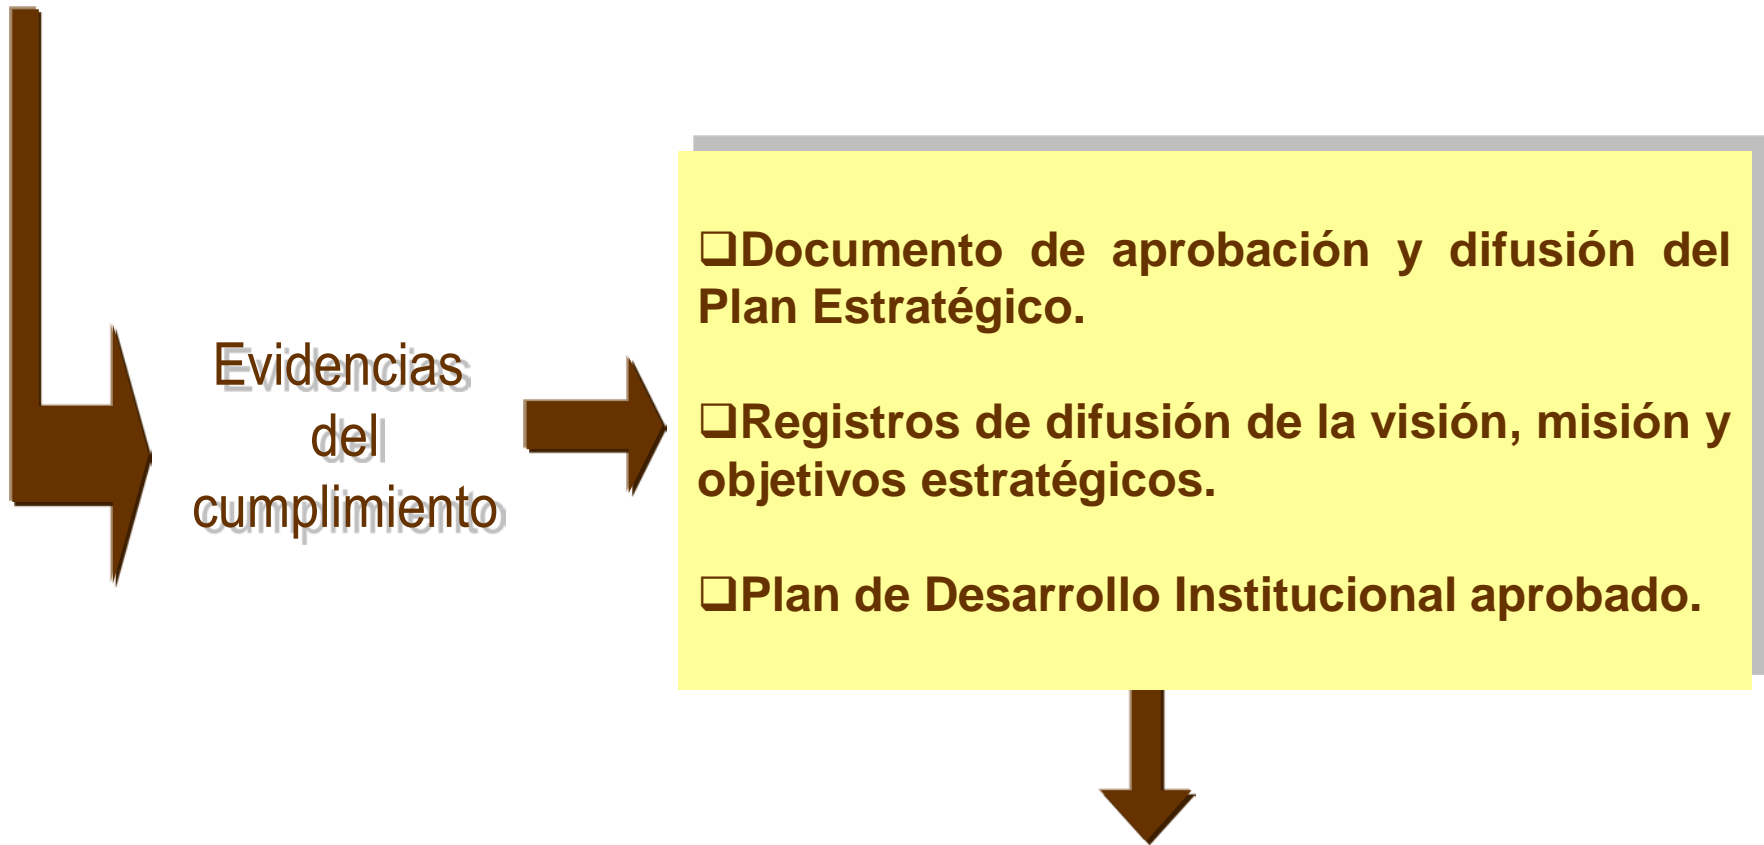 Evidencias
del
cumplimiento
❑Documento de aprobación y difusión del
Plan Estratégico.
❑Registros de difusión de la visión, misión y
objetivos estratégicos.
❑Plan de Desarrollo Institucional aprobado.